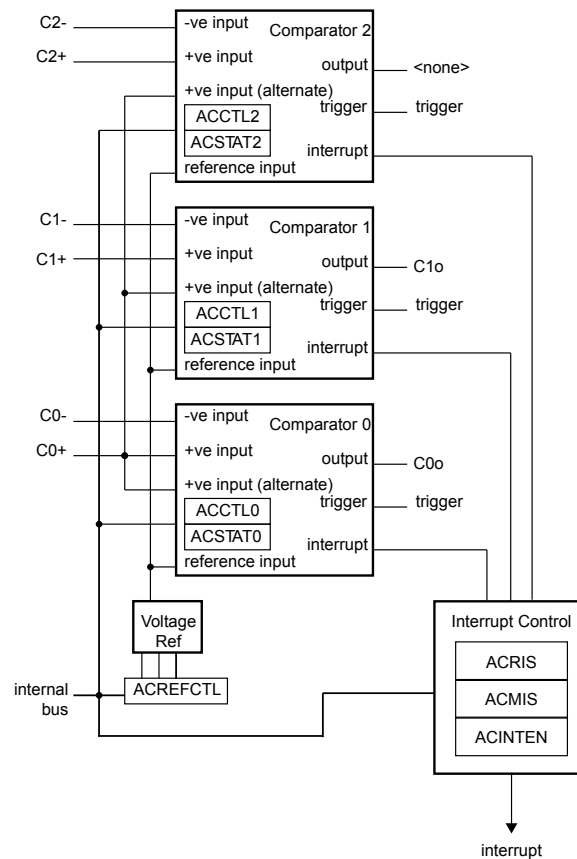 C2-
-ve input
Comparator 2
C2+
+ve input
output
<none>
+ve input (alternate)
trigger
trigger
ACCTL2
ACSTAT2
interrupt
reference input
C1-
-ve input
Comparator 1
C1+
+ve input
output
C1o
+ve input (alternate)
trigger
trigger
ACCTL1
ACSTAT1
interrupt
reference input
C0-
-ve input
Comparator 0
C0+
+ve input
output
C0o
+ve input (alternate)
trigger
trigger
ACCTL0
ACSTAT0
interrupt
reference input
Voltage
Ref
Interrupt Control
ACRIS
internal
bus
ACREFCTL
ACMIS
ACINTEN
interrupt